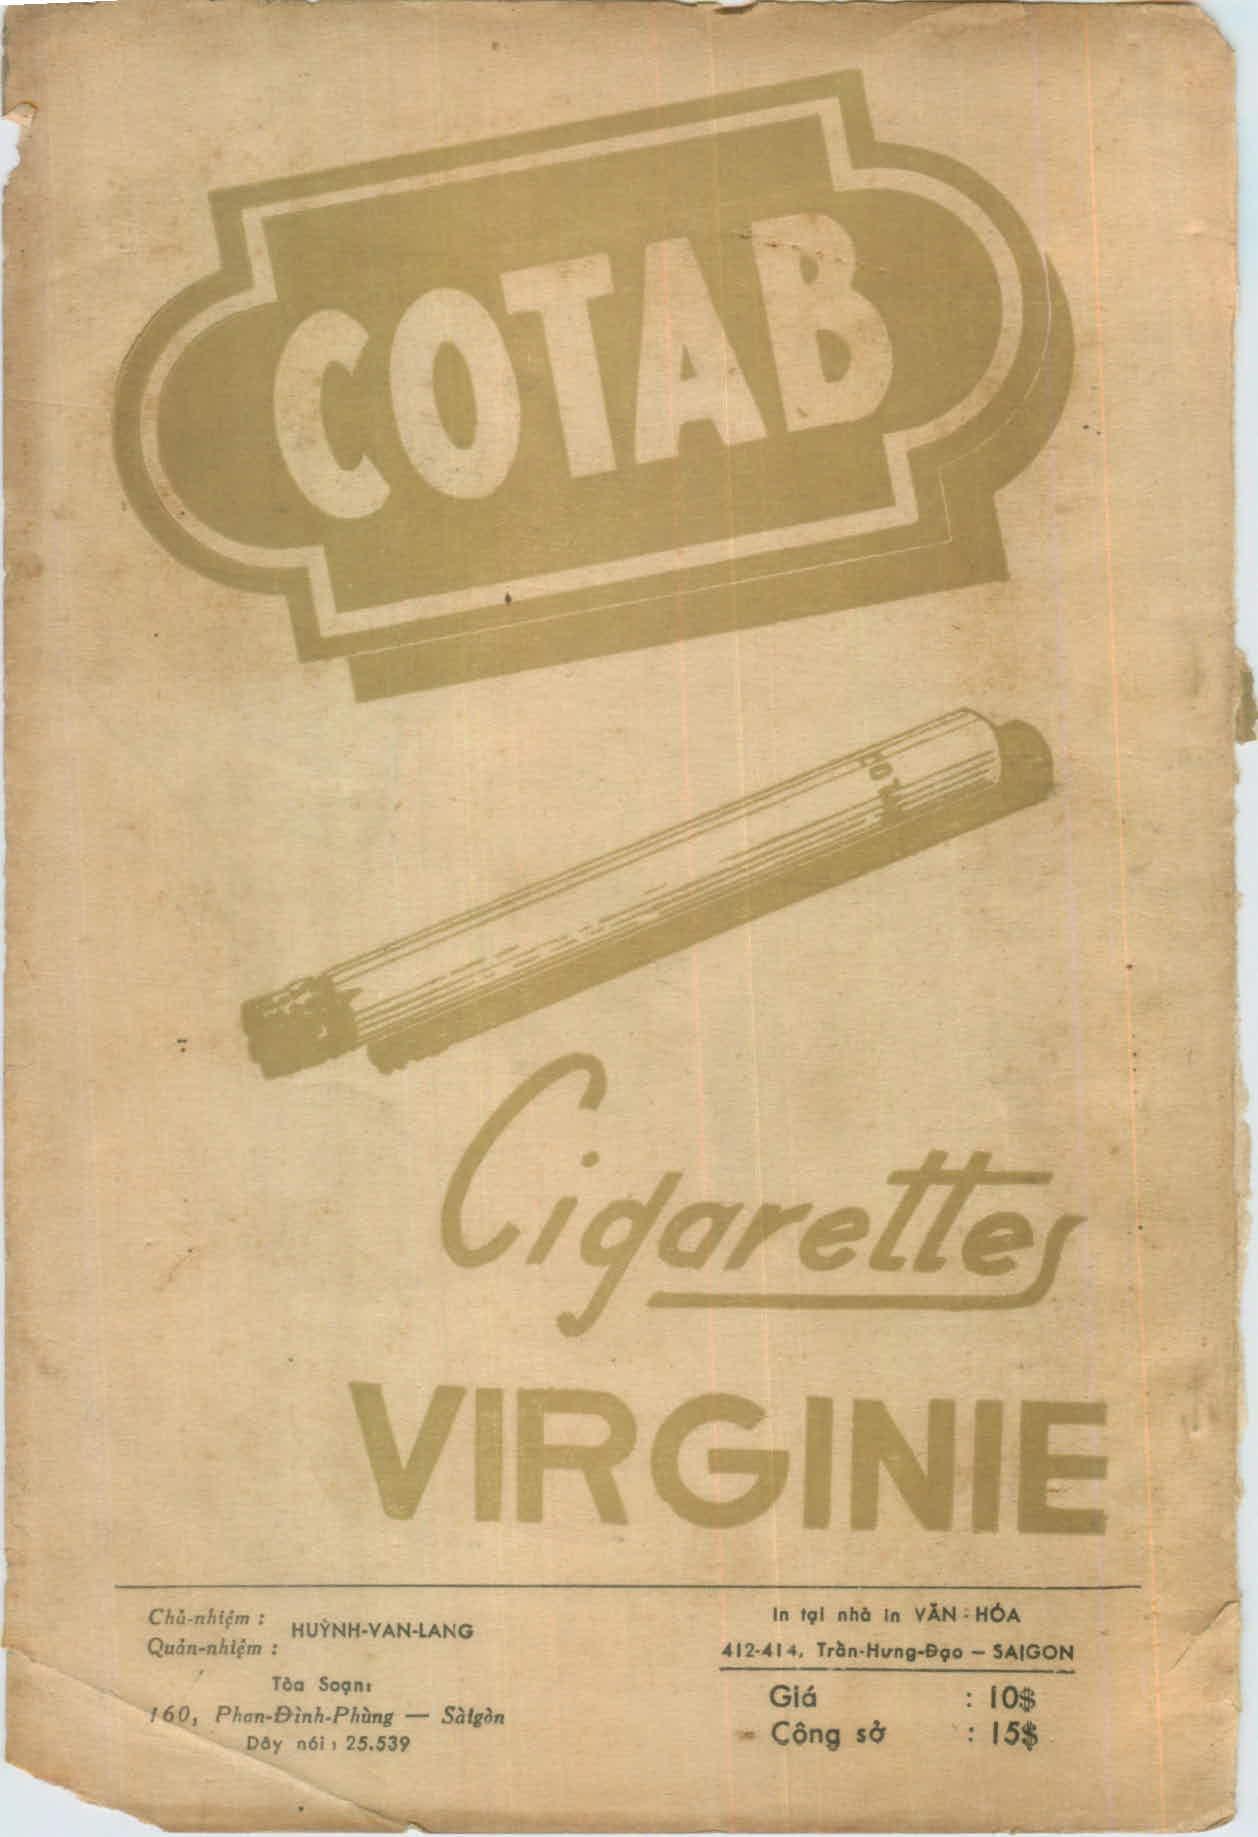 COTAB
Cigarettes
VIRGINIE
Chủ-nhiệm :
HUỲNH-VAN-LANG
Quản-nhiệm :
Tòa Soạn:
160, Phan-Đình-Phùng — Sàigòn
Dây nói : 25.539
In tại nhà in VĂN - HÓA
412-414, Trần-Hưng-Đạo — SAIGON
Giá : 10$
Công sở : 15$